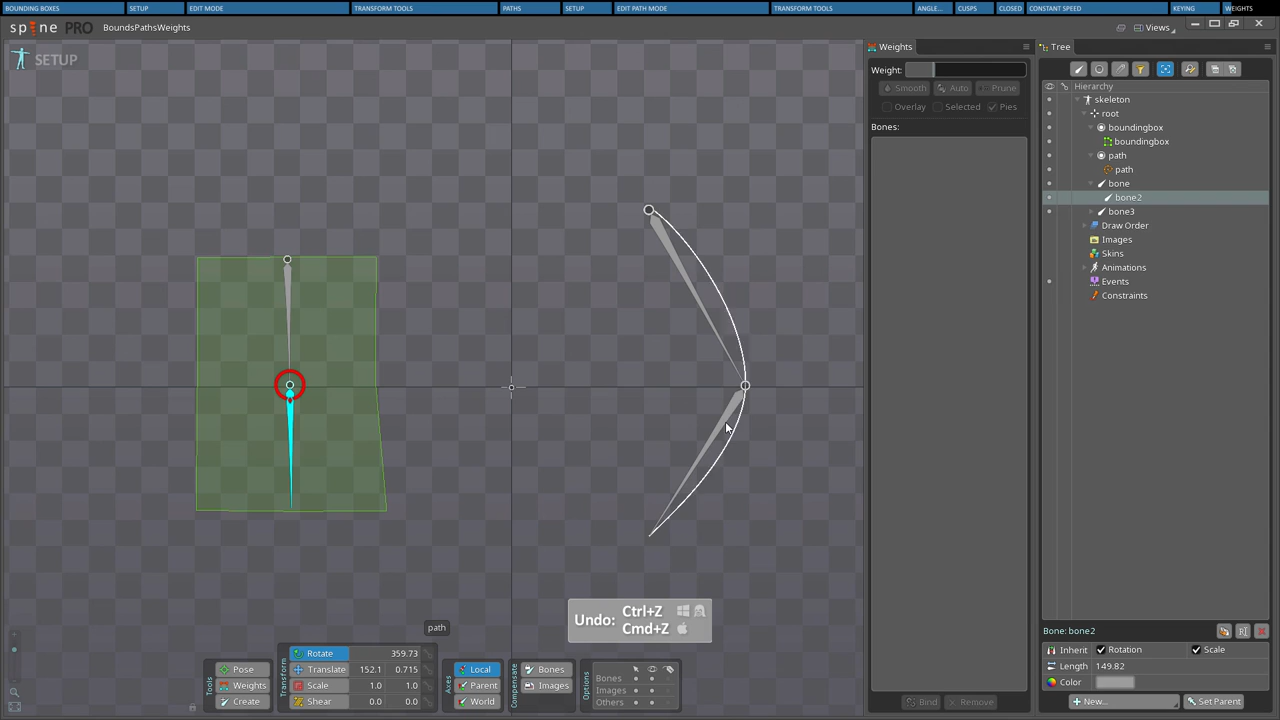 BOUNDING BOXES SETUP EDIT MODE TRANSFORM TOOLS PATHS SETUP EDIT PATH MODE TRANSFORM TOOLS ANGLE... CUSPS CLOSED CONSTANT SPEED KEYING WEIGHTS
spine PRO BoundsPathsWeights Views
SETUP
Weights
Weight:
Smooth Auto Prune
Overlay Selected Pies
Bones:
Bind Remove
Tree
Hierarchy
skeleton
root
boundingbox
boundingbox
path
path
bone
bone2
bone3
Draw Order
Images
Skins
Animations
Events
Constraints
Bone: bone2
Inherit Rotation Scale
Length 149.82
Color
New... Set Parent
Undo: Ctrl+Z
Cmd+Z
path
Tools
Pose
Weights
Create
Transform
Rotate 359.73
Translate 152.1 0.715
Scale 1.0 1.0
Shear 0.0 0.0
Axes
Local
Parent
World
Compensate
Bones
Images
Options
Bones
Images
Others